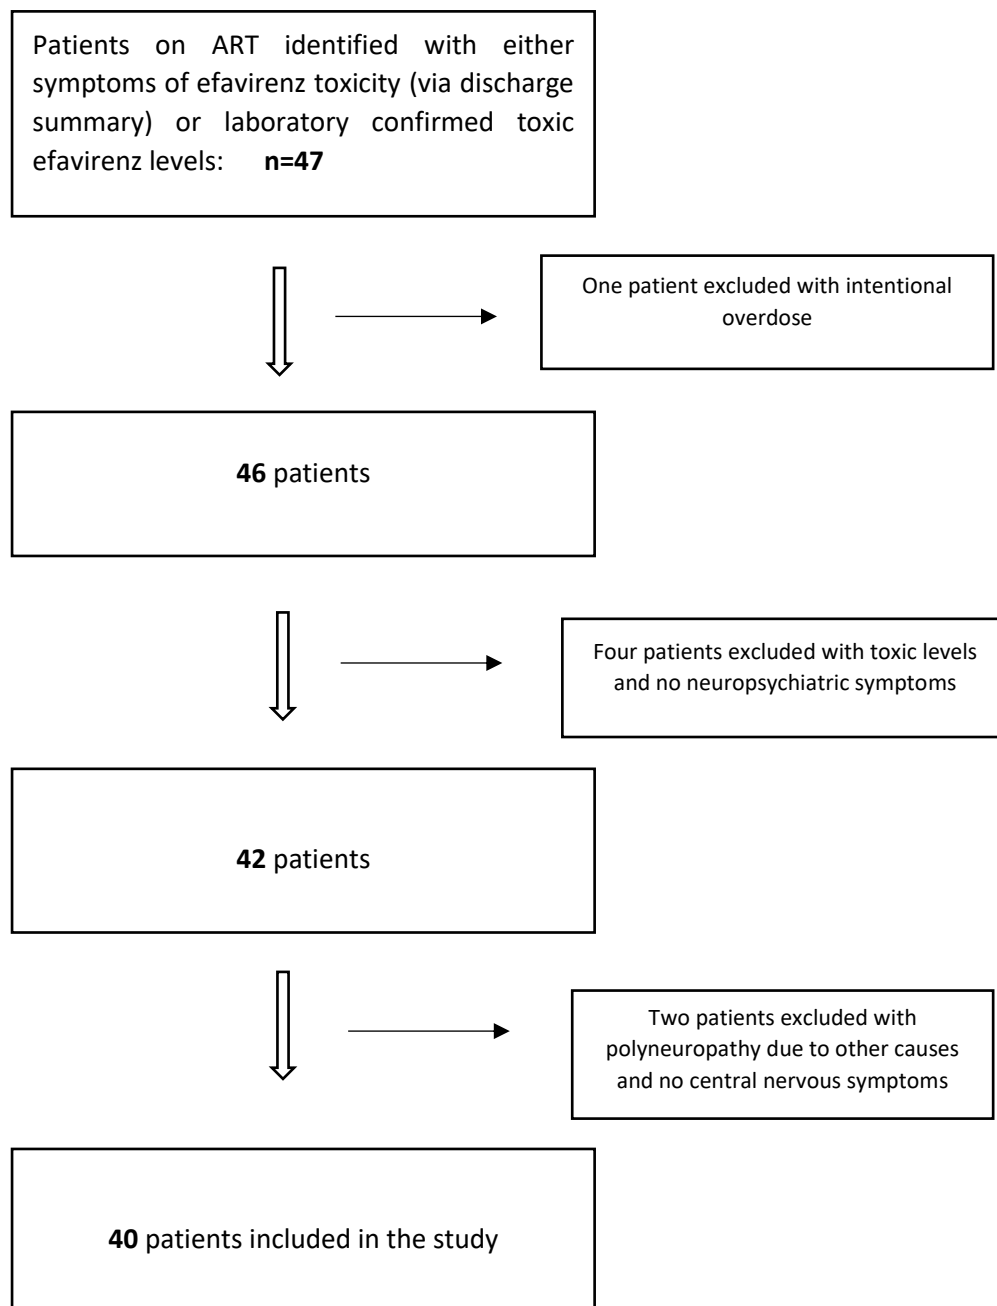 Patients on ART identified with either
symptoms of efavirenz toxicity (via discharge
summary) or laboratory confirmed toxic
efavirenz levels: n=47
One patient excluded with intentional
overdose
46 patients
Four patients excluded with toxic levels
and no neuropsychiatric symptoms
42 patients
Two patients excluded with
polyneuropathy due to other causes
and no central nervous symptoms
40 patients included in the study